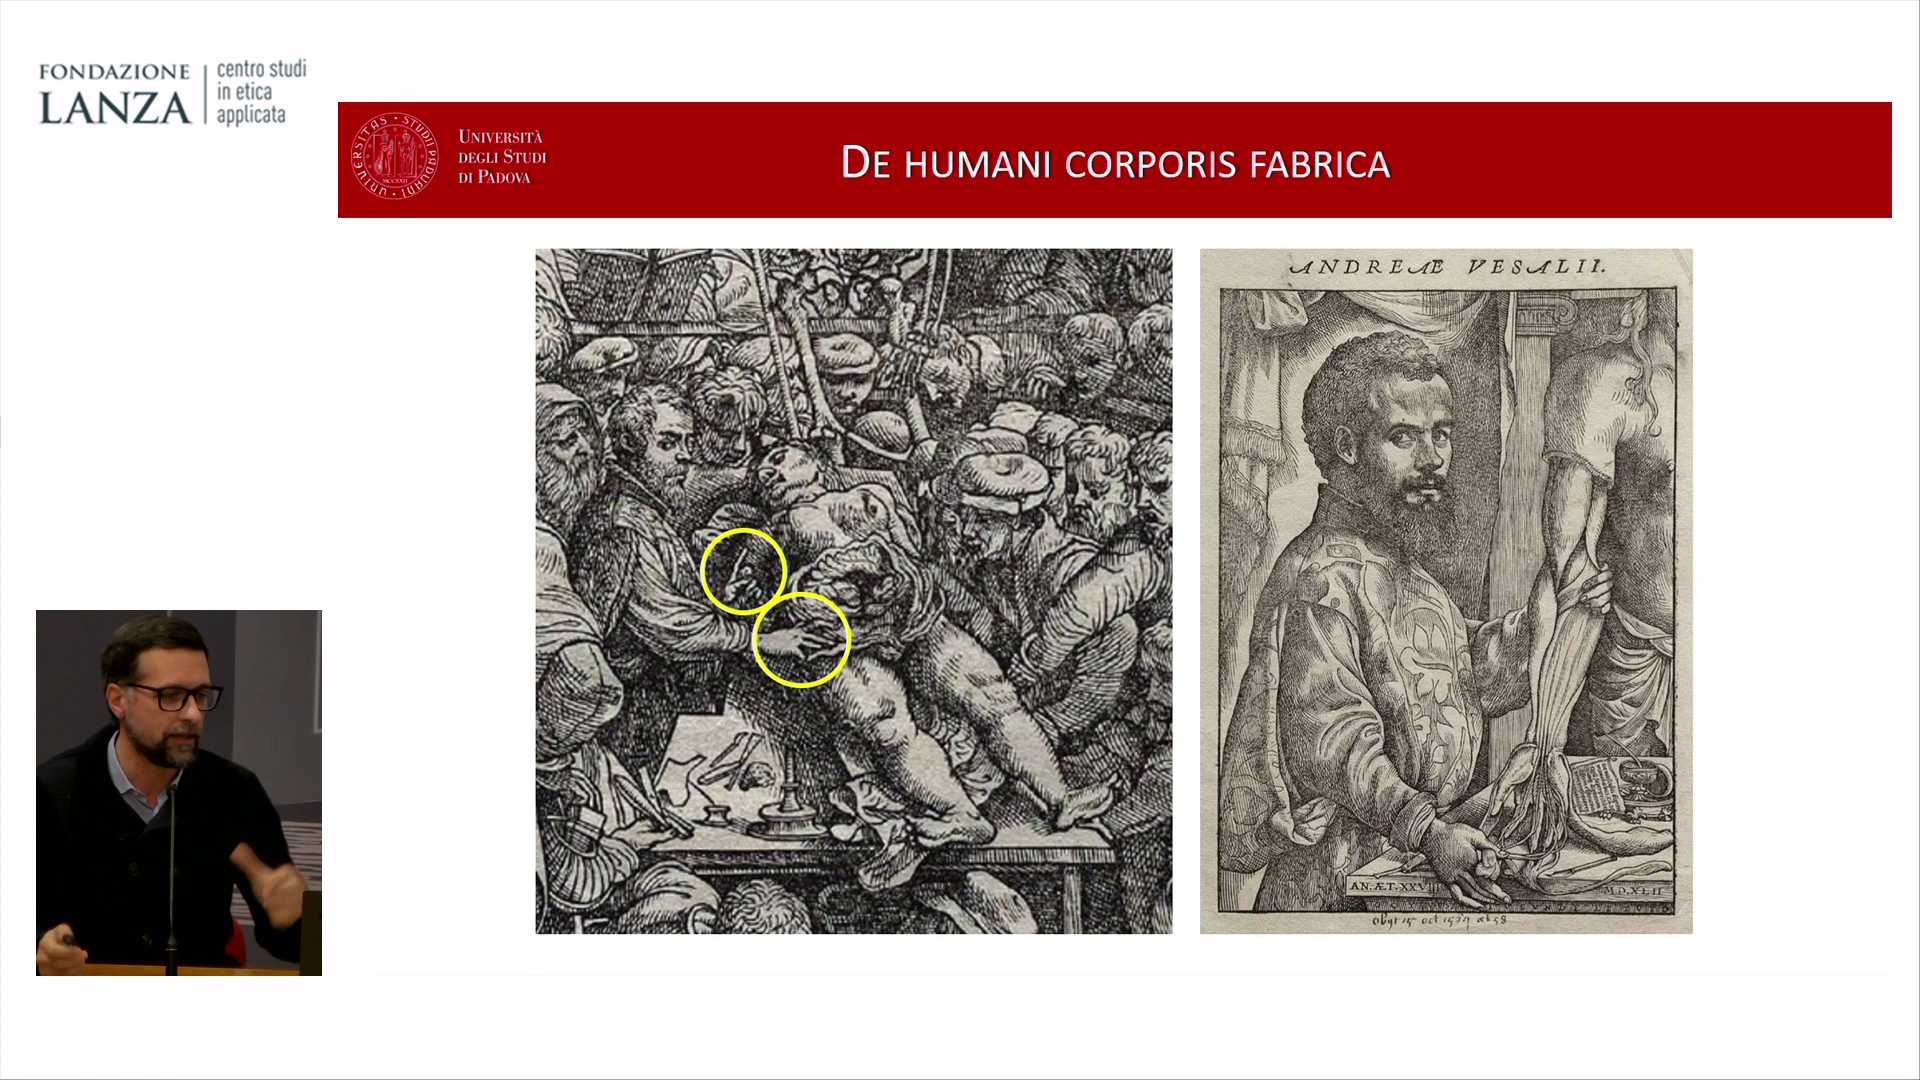 FONDAZIONE
LANZA
centro studi
in etica
applicata
UNIVERSITÀ
DEGLI STUDI
DI PADOVA
DE HUMANI CORPORIS FABRICA
ANDREAE VESALII.
AN. ÆT. XXVIII
M.D.XLII